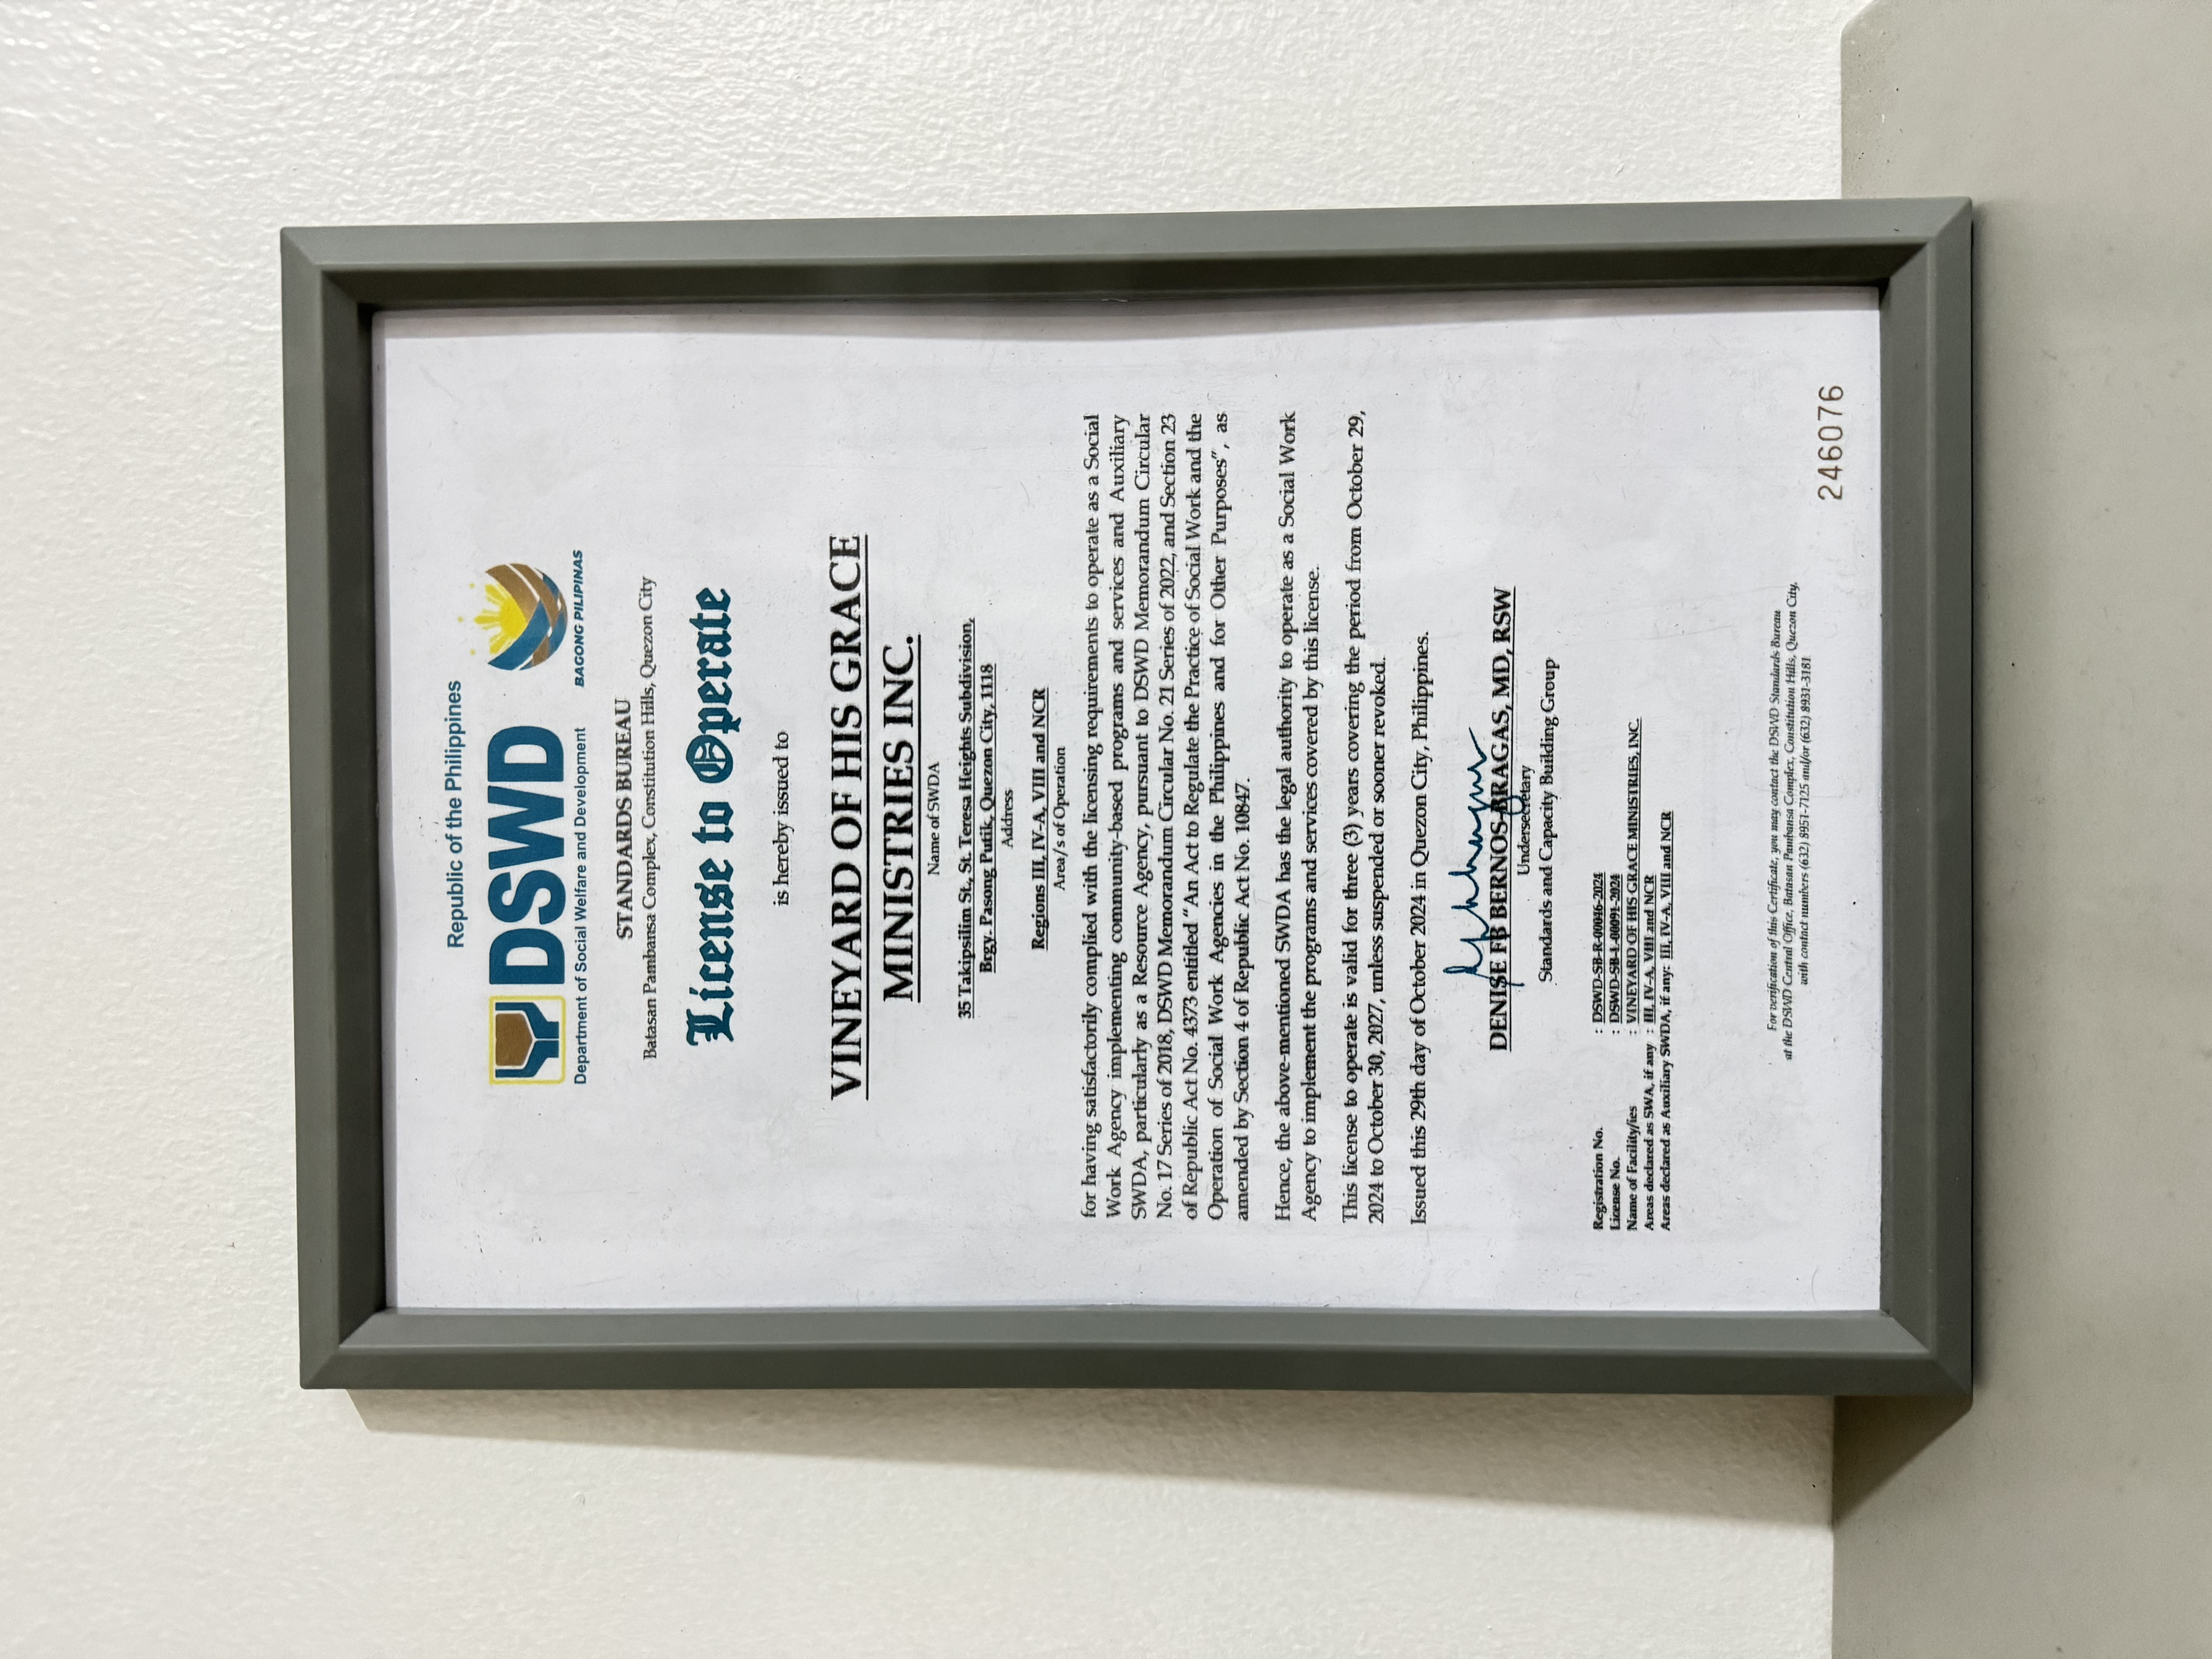 Republic of the Philippines
DSWD
Department of Social Welfare and Development
BAGONG PILIPINAS
STANDARDS BUREAU
Batasan Pambansa Complex, Constitution Hills, Quezon City
License to Operate
is hereby issued to
VINEYARD OF HIS GRACE
MINISTRIES INC.
Name of SWDA
35 Takipsilim St., St. Teresa Heights Subdivision,
Brgy. Pasong Putik, Quezon City, 1118
Address
Regions III, IV-A, VIII and NCR
Area/s of Operation
for having satisfactorily complied with the licensing requirements to operate as a Social
Work Agency implementing community-based programs and services and Auxiliary
SWDA, particularly as a Resource Agency, pursuant to DSWD Memorandum Circular
No. 17 Series of 2018, DSWD Memorandum Circular No. 21 Series of 2022, and Section 23
of Republic Act No. 4373 entitled “An Act to Regulate the Practice of Social Work and the
Operation of Social Work Agencies in the Philippines and for Other Purposes”, as
amended by Section 4 of Republic Act No. 10847.
Hence, the above-mentioned SWDA has the legal authority to operate as a Social Work
Agency to implement the programs and services covered by this license.
This license to operate is valid for three (3) years covering the period from October 29,
2024 to October 30, 2027, unless suspended or sooner revoked.
Issued this 29th day of October 2024 in Quezon City, Philippines.
DENISE FB BERNOS-BRAGAS, MD, RSW
Undersecretary
Standards and Capacity Building Group
Registration No. : DSWD-SB-R-00046-2024
License No. : DSWD-SB-L-00091-2024
Name of Facility/ies : VINEYARD OF HIS GRACE MINISTRIES, INC.
Areas declared as SWA, if any : III, IV-A, VIII and NCR
Areas declared as Auxiliary SWDA, if any: III, IV-A, VIII and NCR
For verification of this Certificate, you may contact the DSWD Standards Bureau
at the DSWD Central Office, Batasan Pambansa Complex, Constitution Hills, Quezon City,
with contact numbers (632) 8951-7125 and/or (632) 8931-3181
246076